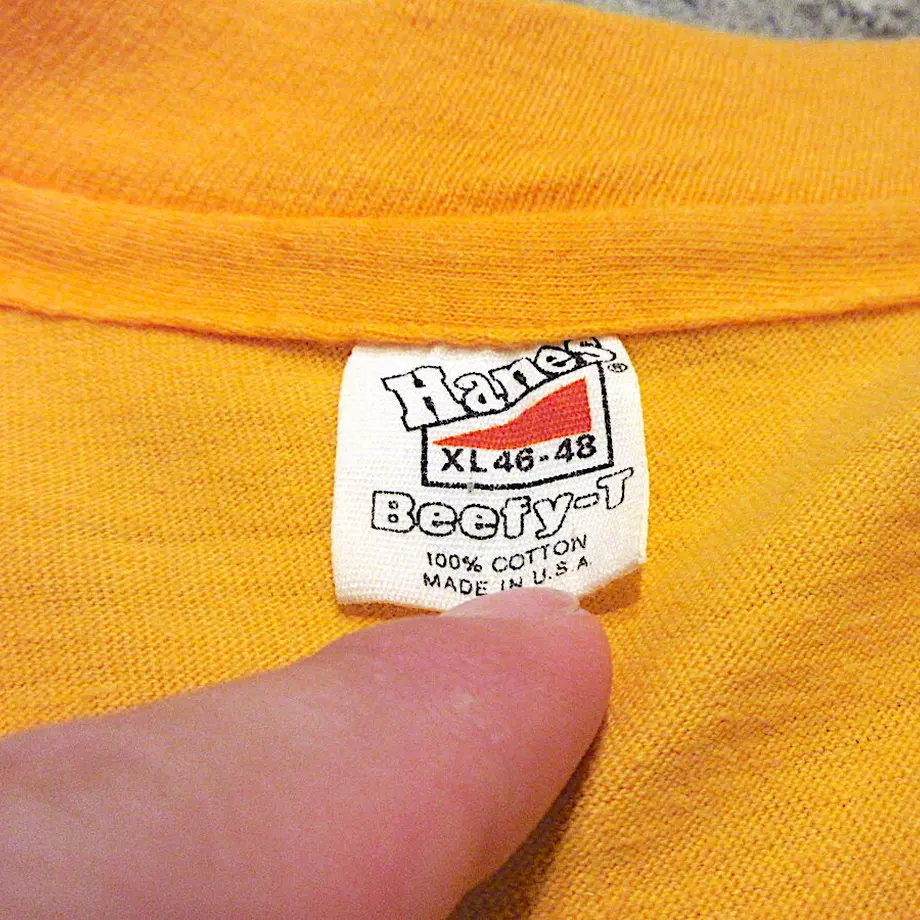 Hanes®
XL 46-48
Beefy-T
100% COTTON
MADE IN U.S.A